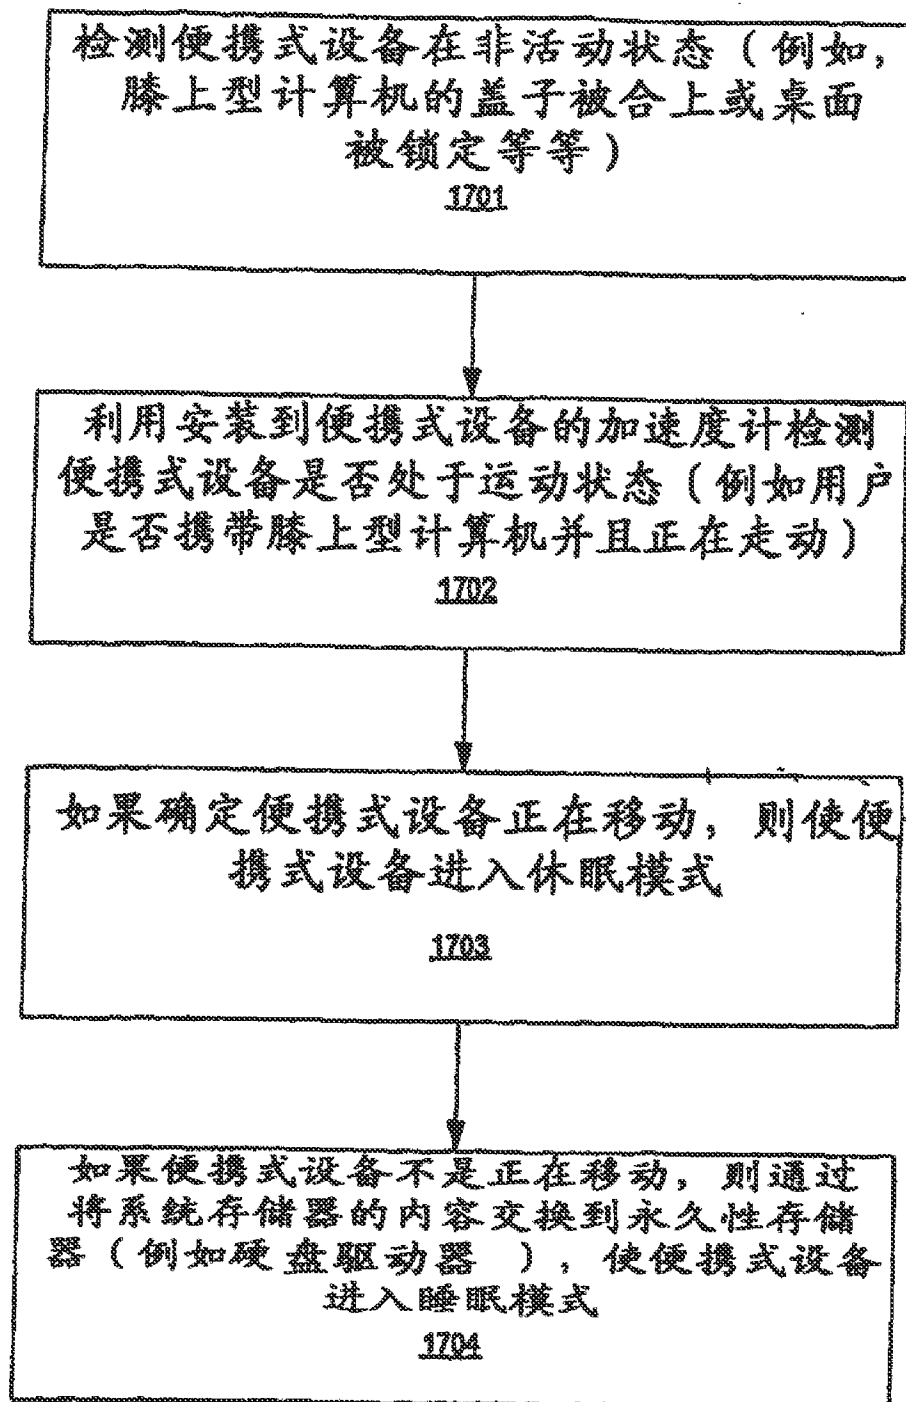 检测便携式设备在非活动状态（例如，
膝上型计算机的盖子被合上或桌面
被锁定等等）
1701
利用安装到便携式设备的加速度计检测
便携式设备是否处于运动状态（例如用户
是否携带膝上型计算机并且正在走动）
1702
如果确定便携式设备正在移动，则使便
携式设备进入休眠模式
1703
如果便携式设备不是正在移动，则通过
将系统存储器的内容交换到永久性存储
器（例如硬盘驱动器 ），使便携式设备
进入睡眠模式
1704